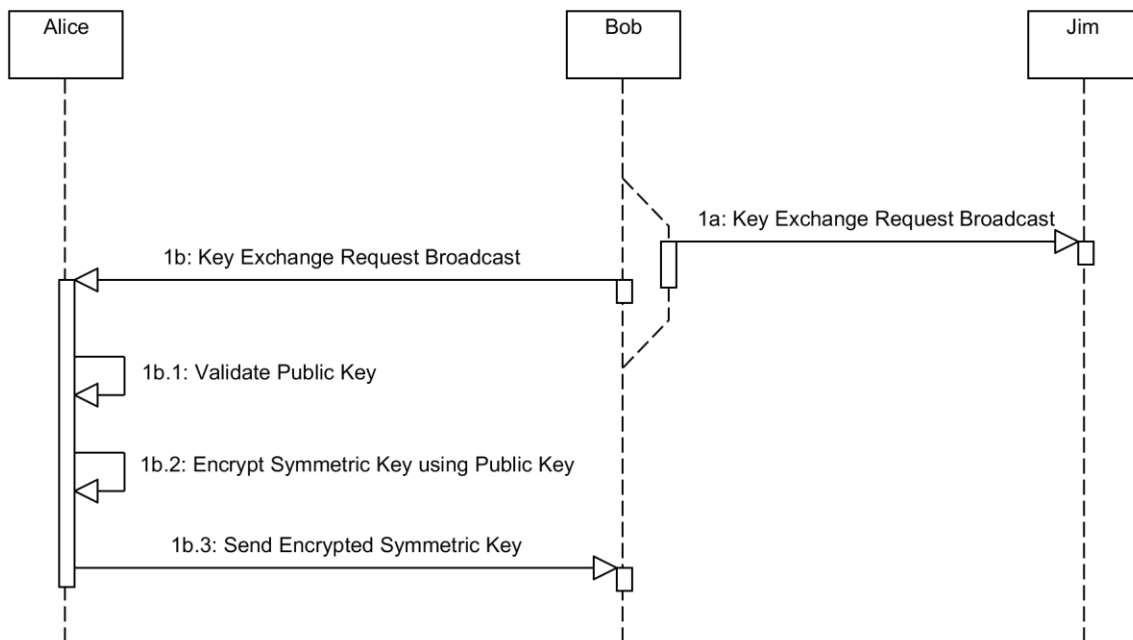 Alice
Bob
Jim
1a: Key Exchange Request Broadcast
1b: Key Exchange Request Broadcast
1b.1: Validate Public Key
1b.2: Encrypt Symmetric Key using Public Key
1b.3: Send Encrypted Symmetric Key